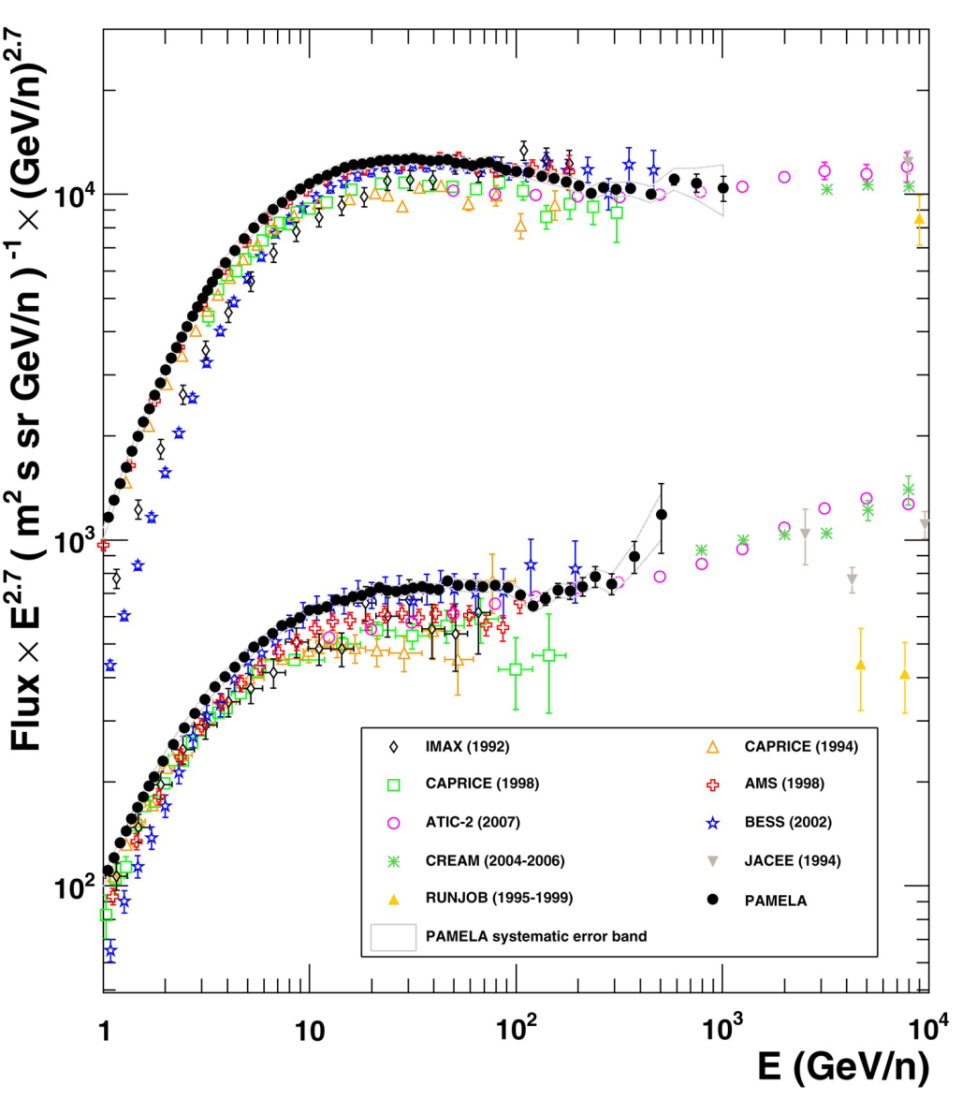 Flux × E^2.7 ( m^2 s sr GeV/n )^-1 × (GeV/n)^2.7
10^4
10^3
10^2
IMAX (1992)
CAPRICE (1994)
CAPRICE (1998)
AMS (1998)
ATIC-2 (2007)
BESS (2002)
CREAM (2004-2006)
JACEE (1994)
RUNJOB (1995-1999)
PAMELA
PAMELA systematic error band
1 10 10^2 10^3 10^4
E (GeV/n)